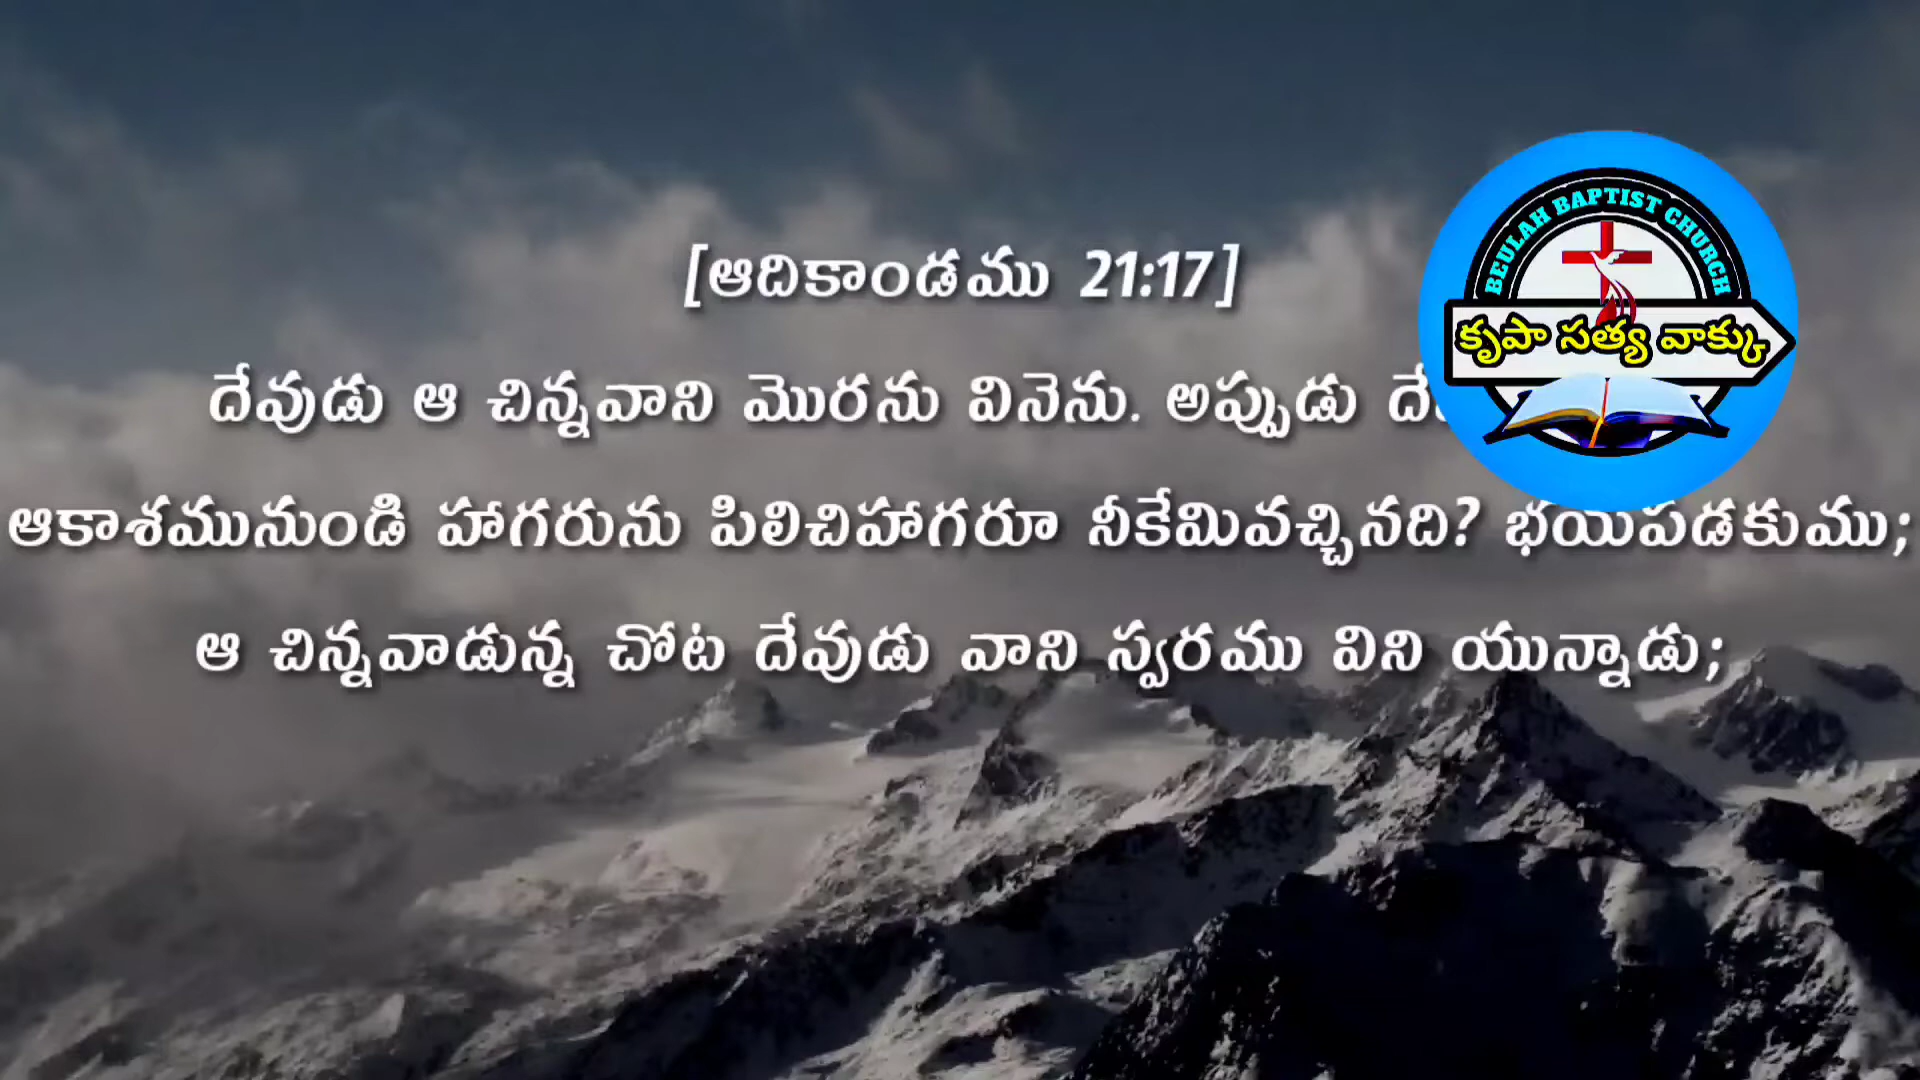 [ఆదికాండము 21:17]
దేవుడు ఆ చిన్నవాని మొరను వినెను. అప్పుడు
ఆకాశమునుండి హాగరును పిలిచిహాగరూ నీకేమివచ్చినది? భయపడకుము;
ఆ చిన్నవాడున్న చోట దేవుడు వాని స్వరము విని యున్నాడు;
BEULAH BAPTIST CHURCH
కృపా సత్య వాక్కు